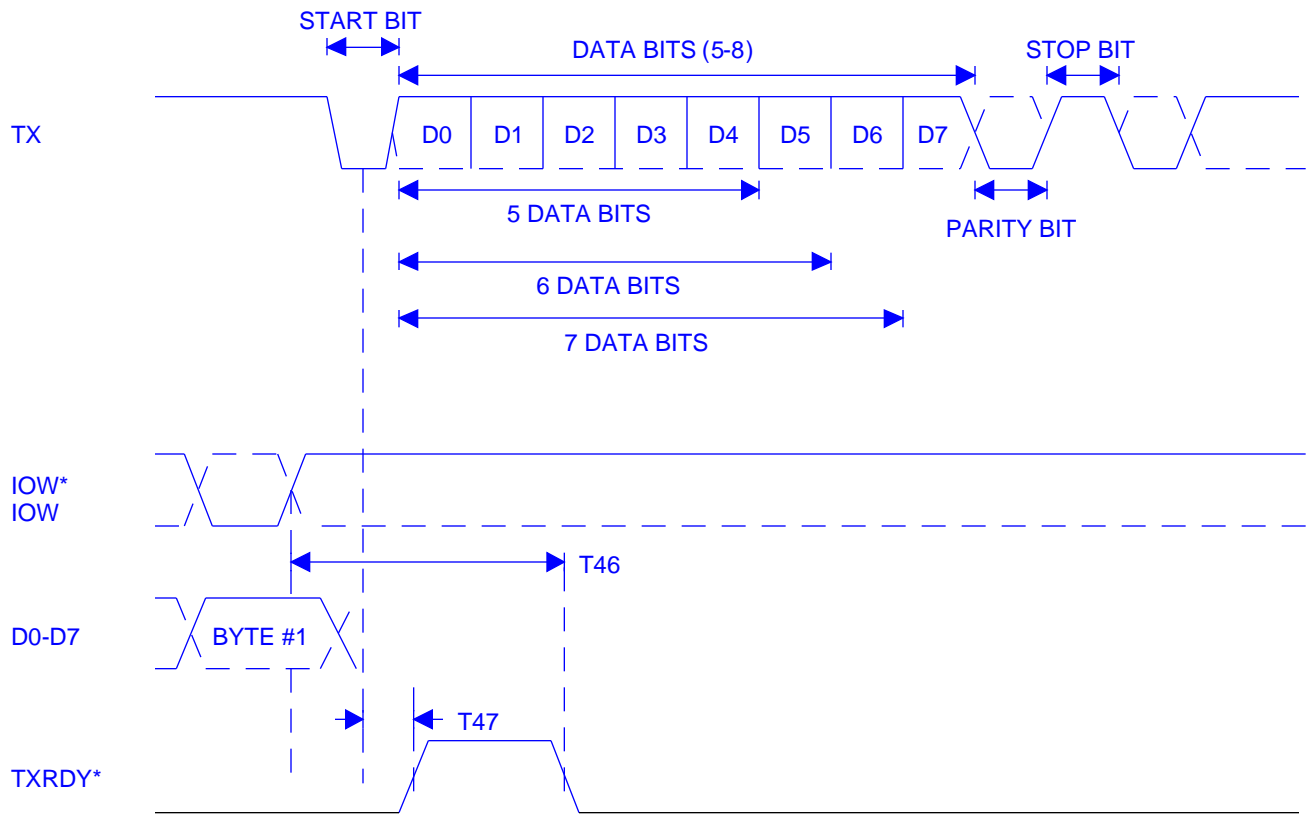 START BIT
DATA BITS (5-8)
STOP BIT
TX
D0 D1 D2 D3 D4 D5 D6 D7
5 DATA BITS
PARITY BIT
6 DATA BITS
7 DATA BITS
IOW*
IOW
T46
D0-D7
BYTE #1
T47
TXRDY*